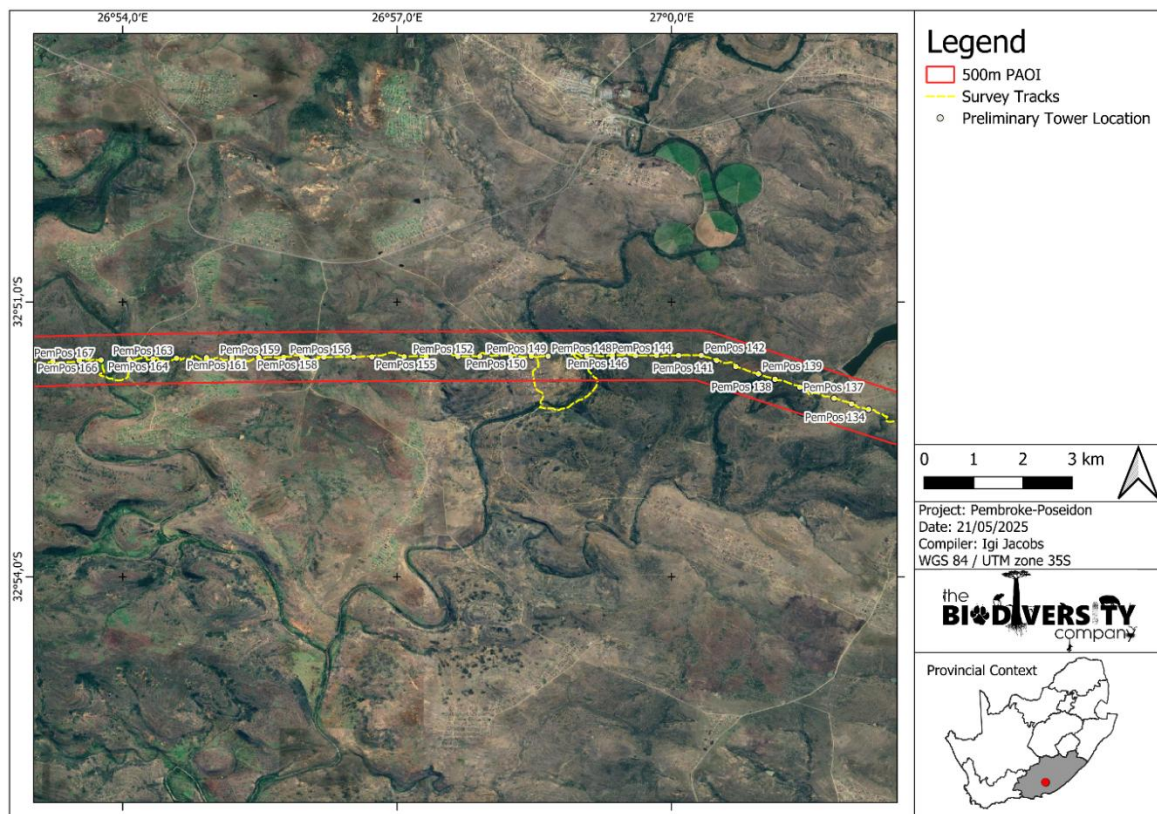 26°54,0'E
26°57,0'E
27°0,0'E
32°51,0'S
32°54,0'S
PemPos 167
PemPos 163
PemPos 159
PemPos 156
PemPos 152
PemPos 149
PemPos 148
PemPos 144
PemPos 142
PemPos 166
PemPos 164
PemPos 161
PemPos 158
PemPos 155
PemPos 150
PemPos 146
PemPos 141
PemPos 139
PemPos 138
PemPos 137
PemPos 134
Legend
500m PAOI
Survey Tracks
Preliminary Tower Location
0 1 2 3 km
Project: Pembroke-Poseidon
Date: 21/05/2025
Compiler: Igi Jacobs
WGS 84 / UTM zone 35S
the
BIODIVERSITY
company
Provincial Context